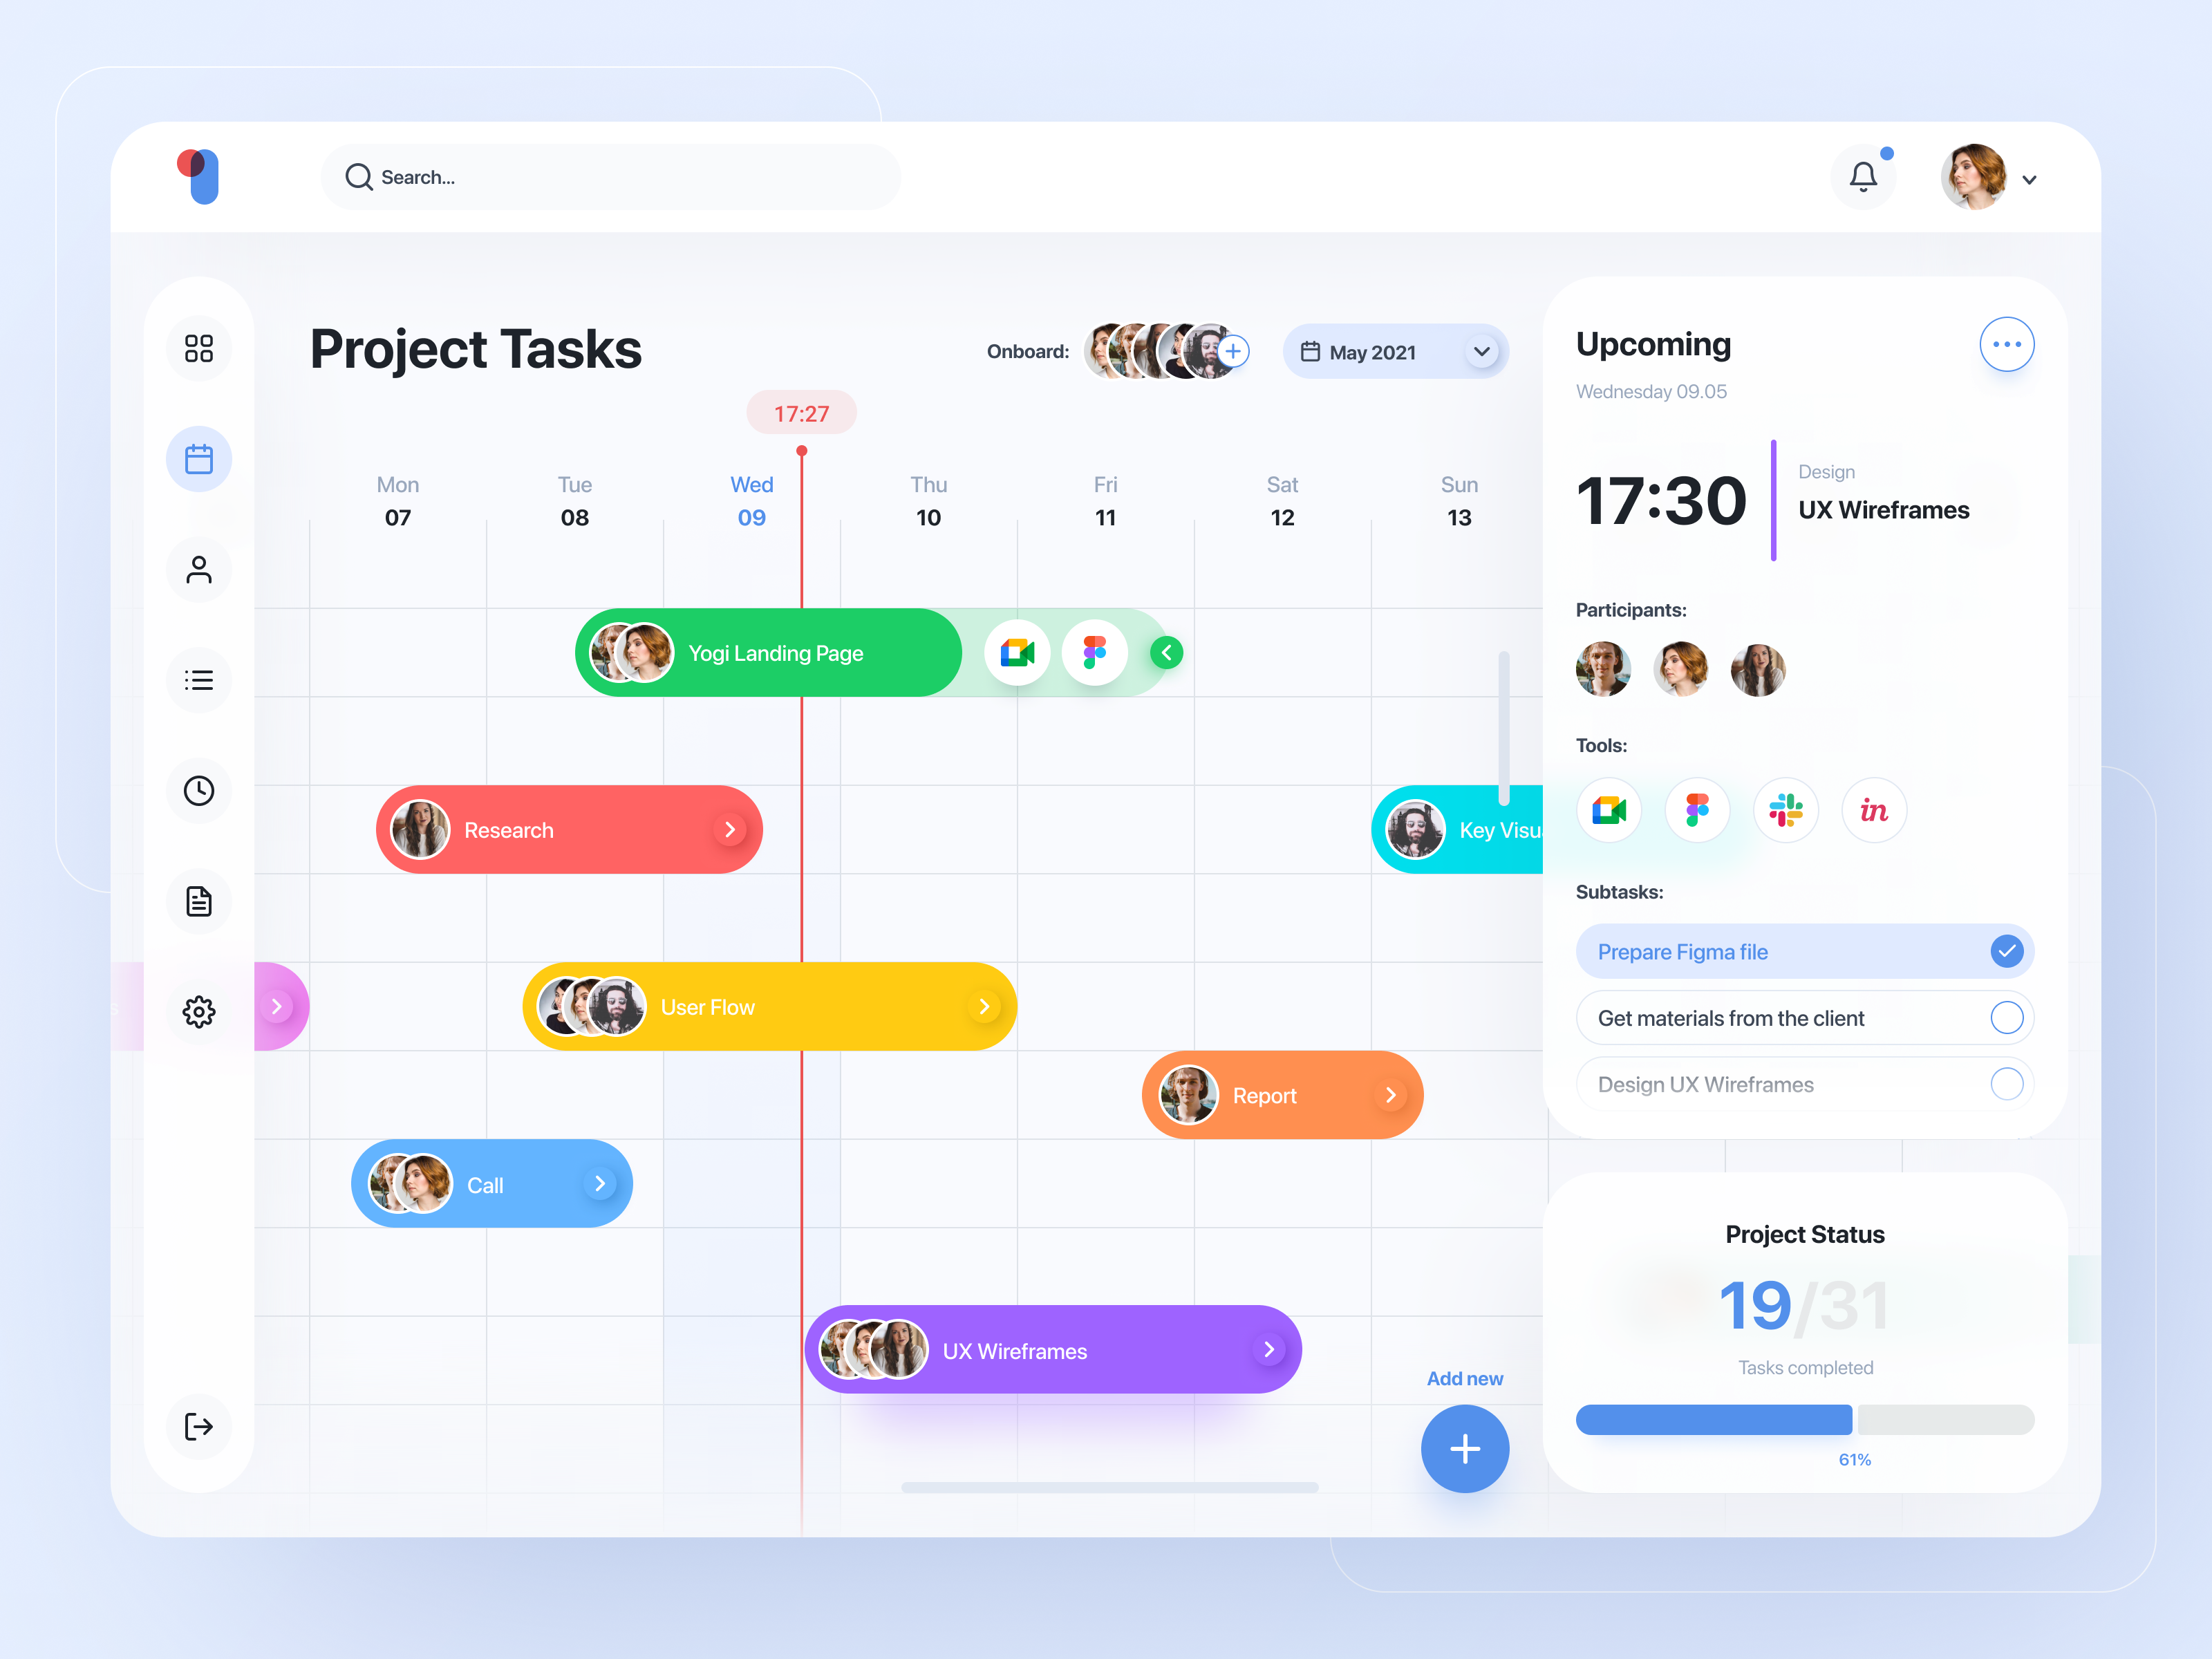 Search...
Project Tasks
Onboard:
May 2021
17:27
Mon Tue Wed Thu Fri Sat Sun
07 08 09 10 11 12 13
Yogi Landing Page
Research
Key Visu
s
User Flow
Report
Call
UX Wireframes
Add new
Upcoming
Wednesday 09.05
17:30
Design
UX Wireframes
Participants:
Tools:
in
Subtasks:
Prepare Figma file
Get materials from the client
Design UX Wireframes
Project Status
19/31
Tasks completed
61%